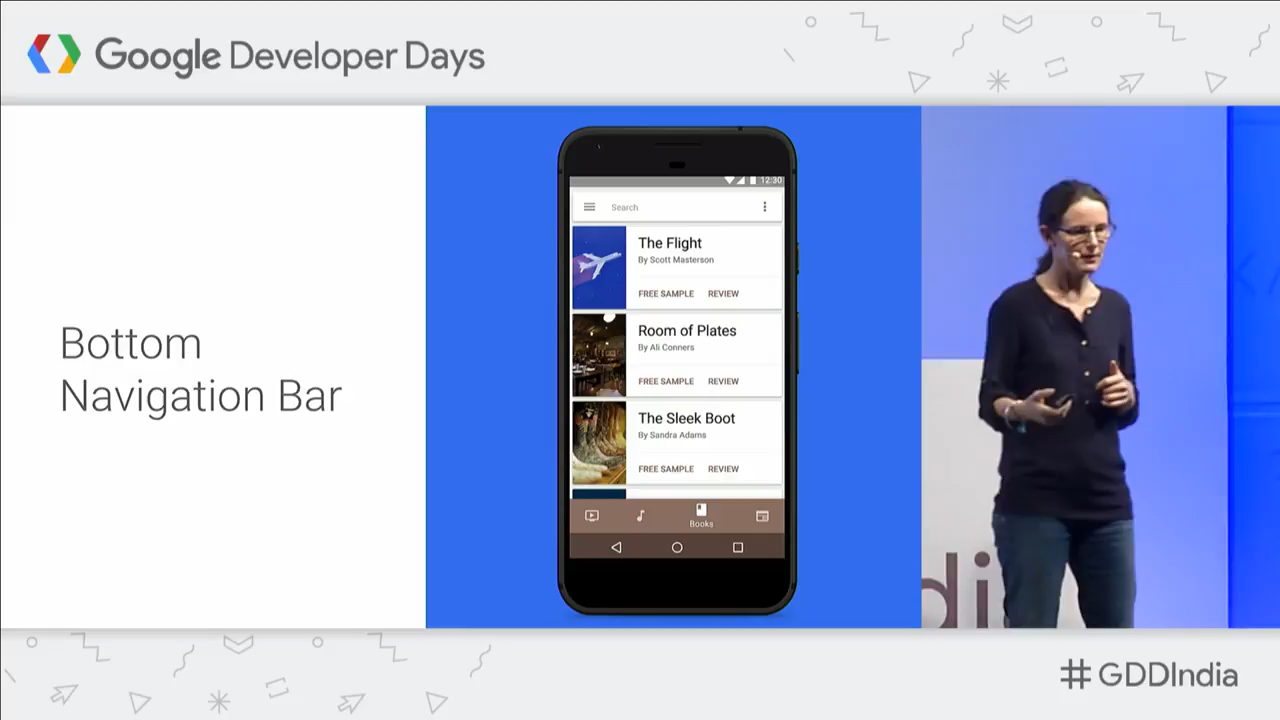 Google Developer Days
Bottom
Navigation Bar
12:30
Search
The Flight
By Scott Masterson
FREE SAMPLE REVIEW
Room of Plates
By Ali Conners
FREE SAMPLE REVIEW
The Sleek Boot
By Sandra Adams
FREE SAMPLE REVIEW
Books
di
#GDDIndia